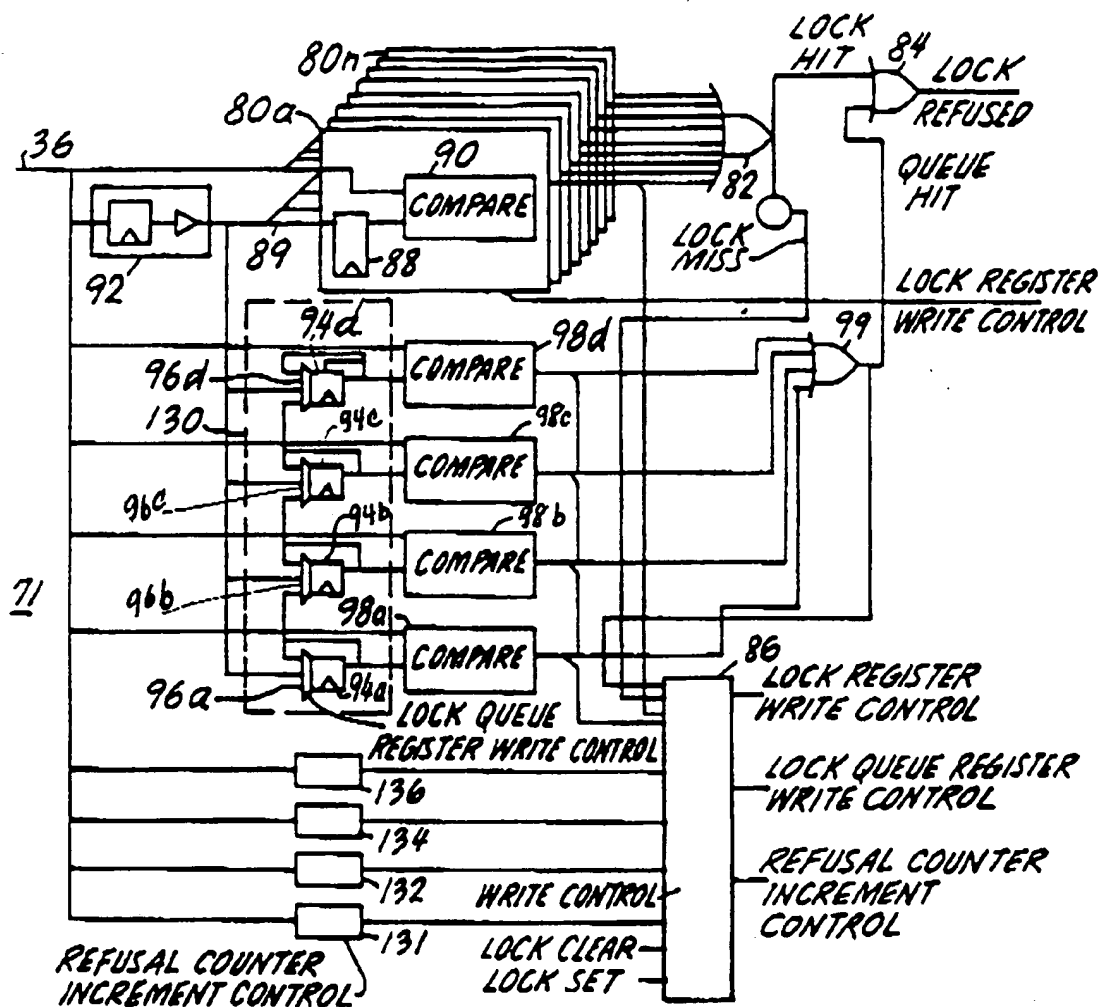 LOCK
HIT
84
LOCK
REFUSED
80n
80a
36
90
COMPARE
82
QUEUE
HIT
LOCK
MISS
92
89
88
LOCK REGISTER
WRITE CONTROL
94d
98d
COMPARE
99
96d
130
94c
98c
COMPARE
96c
94b
98b
COMPARE
71
96b
98a
COMPARE
86
96a
94a
LOCK QUEUE
REGISTER WRITE CONTROL
LOCK REGISTER
WRITE CONTROL
136
LOCK QUEUE REGISTER
WRITE CONTROL
134
132
WRITE CONTROL
REFUSAL COUNTER
INCREMENT
CONTROL
131
LOCK CLEAR
LOCK SET
REFUSAL COUNTER
INCREMENT CONTROL